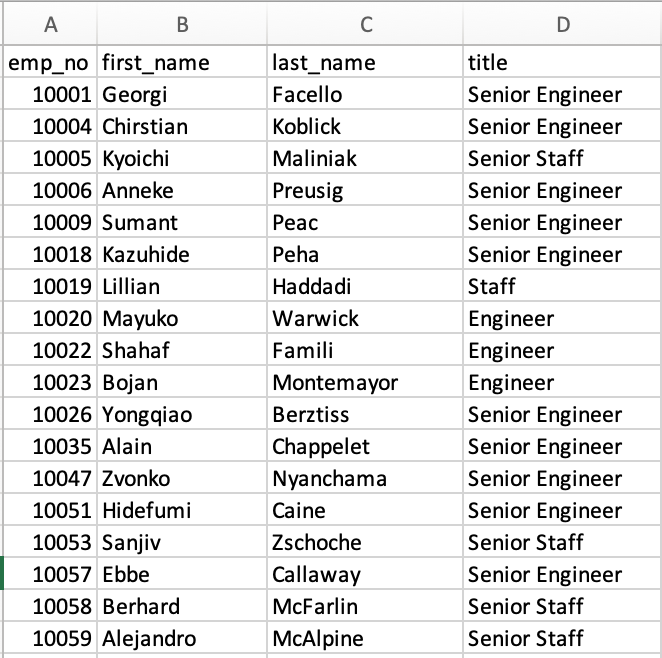 A B C D
emp_no first_name last_name title
10001 Georgi Facello Senior Engineer
10004 Chirstian Koblick Senior Engineer
10005 Kyoichi Maliniak Senior Staff
10006 Anneke Preusig Senior Engineer
10009 Sumant Peac Senior Engineer
10018 Kazuhide Peha Senior Engineer
10019 Lillian Haddadi Staff
10020 Mayuko Warwick Engineer
10022 Shahaf Famili Engineer
10023 Bojan Montemayor Engineer
10026 Yongqiao Berztiss Senior Engineer
10035 Alain Chappelet Senior Engineer
10047 Zvonko Nyanchama Senior Engineer
10051 Hidefumi Caine Senior Engineer
10053 Sanjiv Zschoche Senior Staff
10057 Ebbe Callaway Senior Engineer
10058 Berhard McFarlin Senior Staff
10059 Alejandro McAlpine Senior Staff